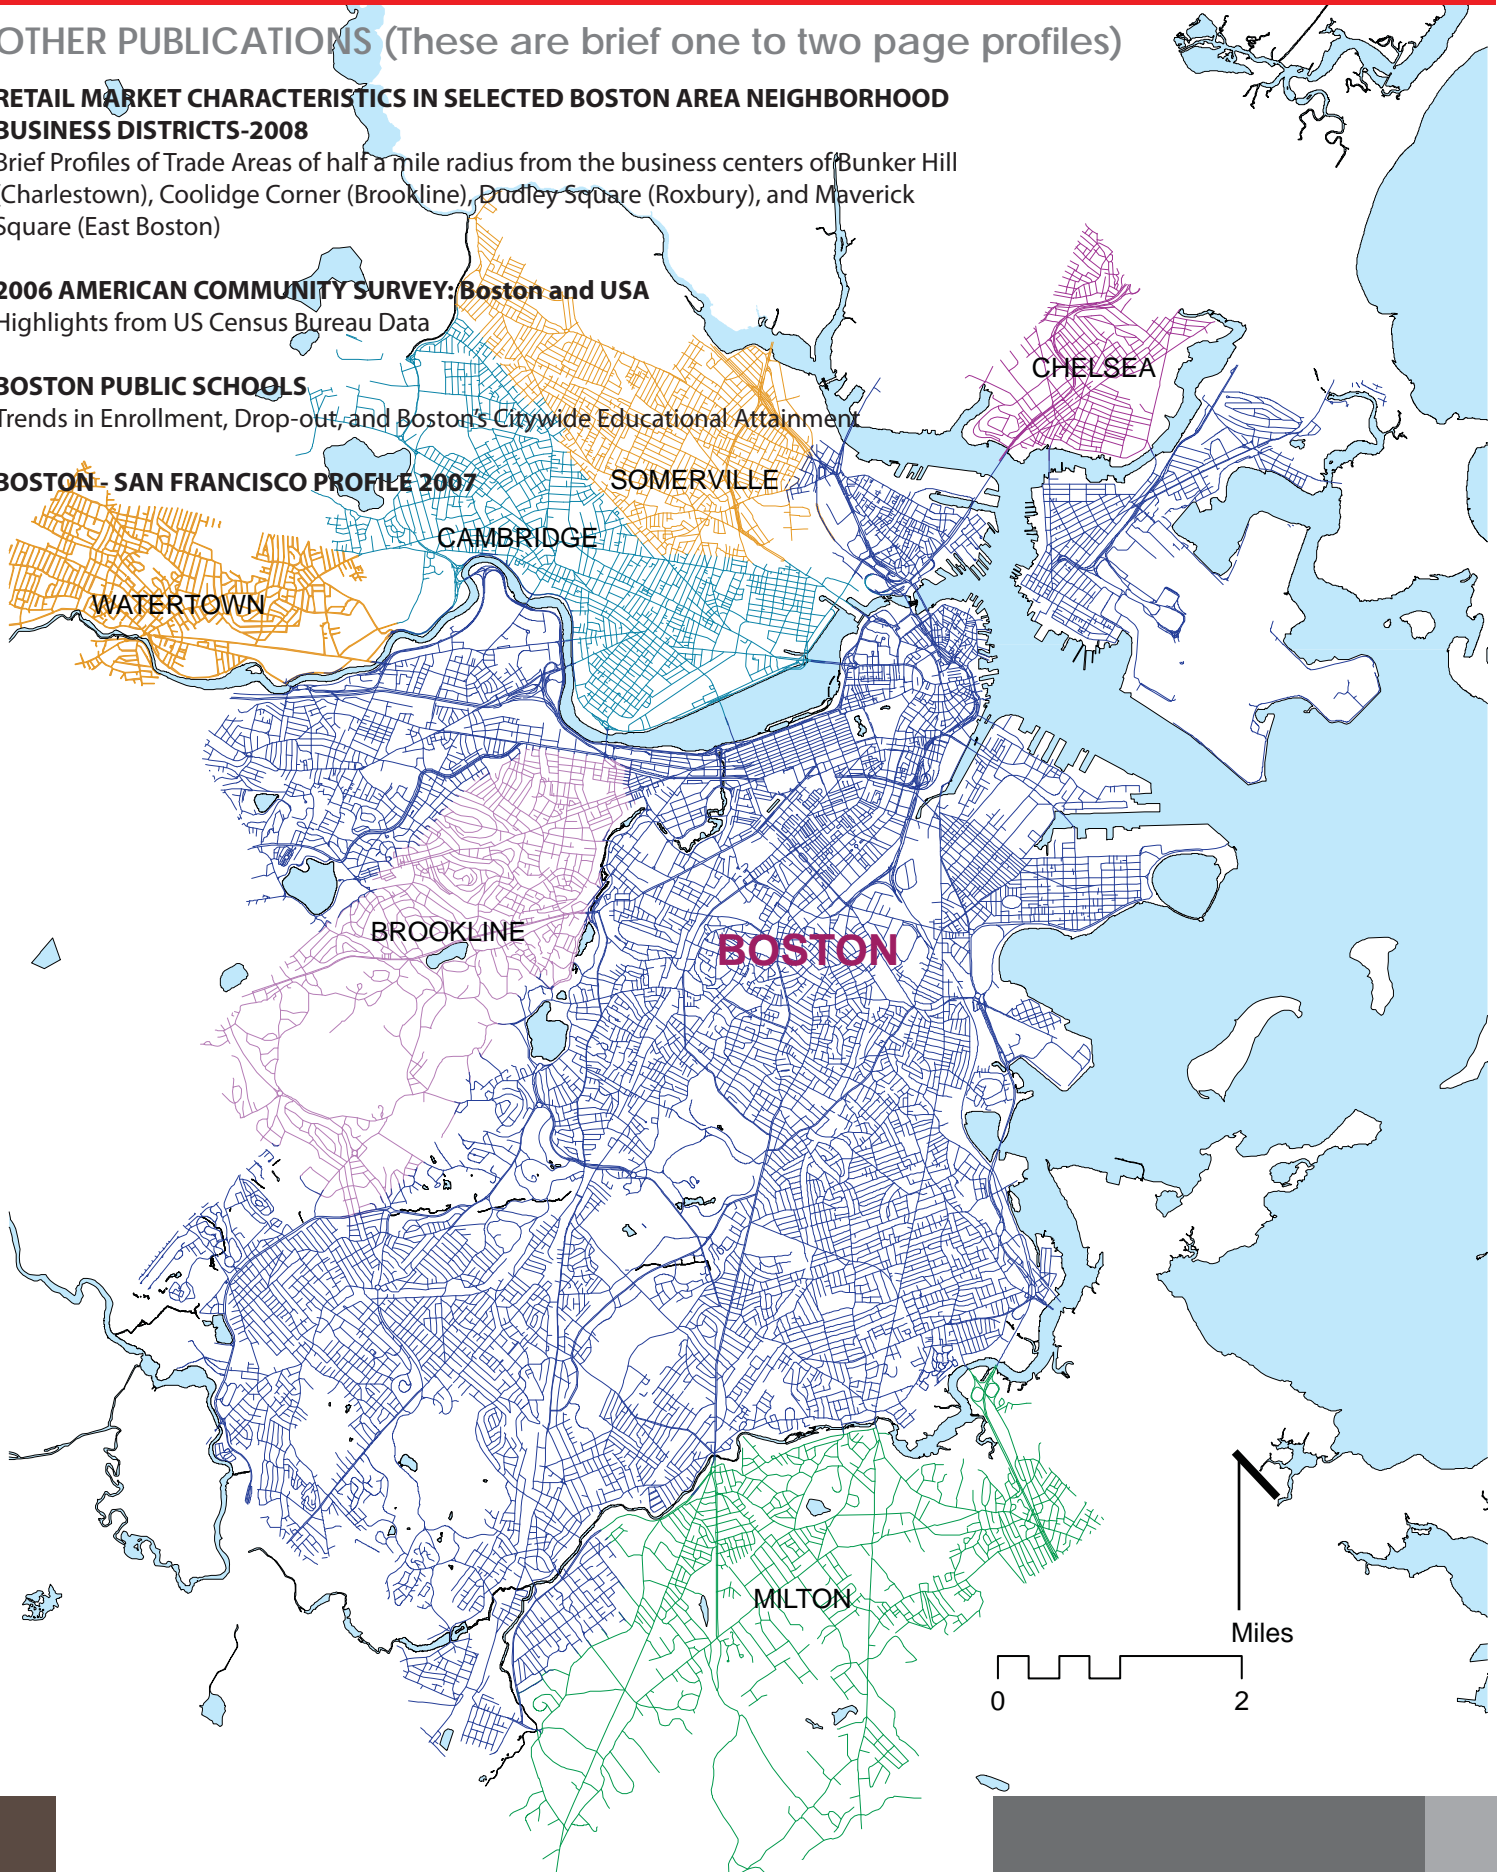 OTHER PUBLICATIONS (These are brief one to two page profiles)
RETAIL MARKET CHARACTERISTICS IN SELECTED BOSTON AREA NEIGHBORHOOD
BUSINESS DISTRICTS-2008
Brief Profiles of Trade Areas of half a mile radius from the business centers of Bunker Hill
(Charlestown), Coolidge Corner (Brookline), Dudley Square (Roxbury), and Maverick
Square (East Boston)
2006 AMERICAN COMMUNITY SURVEY: Boston and USA
Highlights from US Census Bureau Data
BOSTON PUBLIC SCHOOLS
Trends in Enrollment, Drop-out, and Boston's Citywide Educational Attainment
BOSTON - SAN FRANCISCO PROFILE 2007
CHELSEA
SOMERVILLE
CAMBRIDGE
WATERTOWN
BROOKLINE
BOSTON
MILTON
Miles
0 2